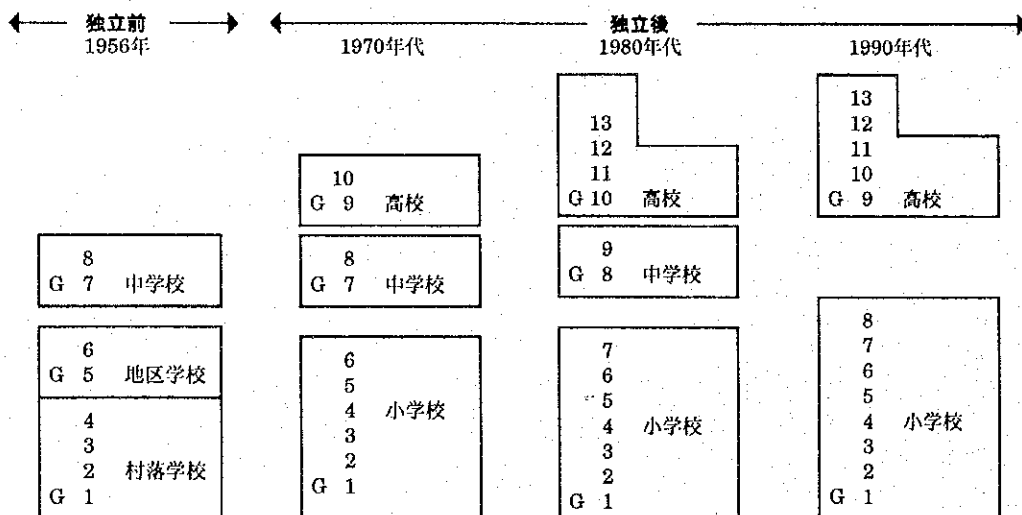 独立前
1956年
独立後
1970年代
1980年代
1990年代
8
G 7 中学校
6
G 5 地区学校
4
3
2 村落学校
G 1
10
G 9 高校
8
G 7 中学校
6
5
4 小学校
3
2
G 1
13
12
11
G 10 高校
9
G 8 中学校
7
6
5
4 小学校
3
2
G 1
13
12
11
10
G 9 高校
8
7
6
5
4 小学校
3
2
G 1